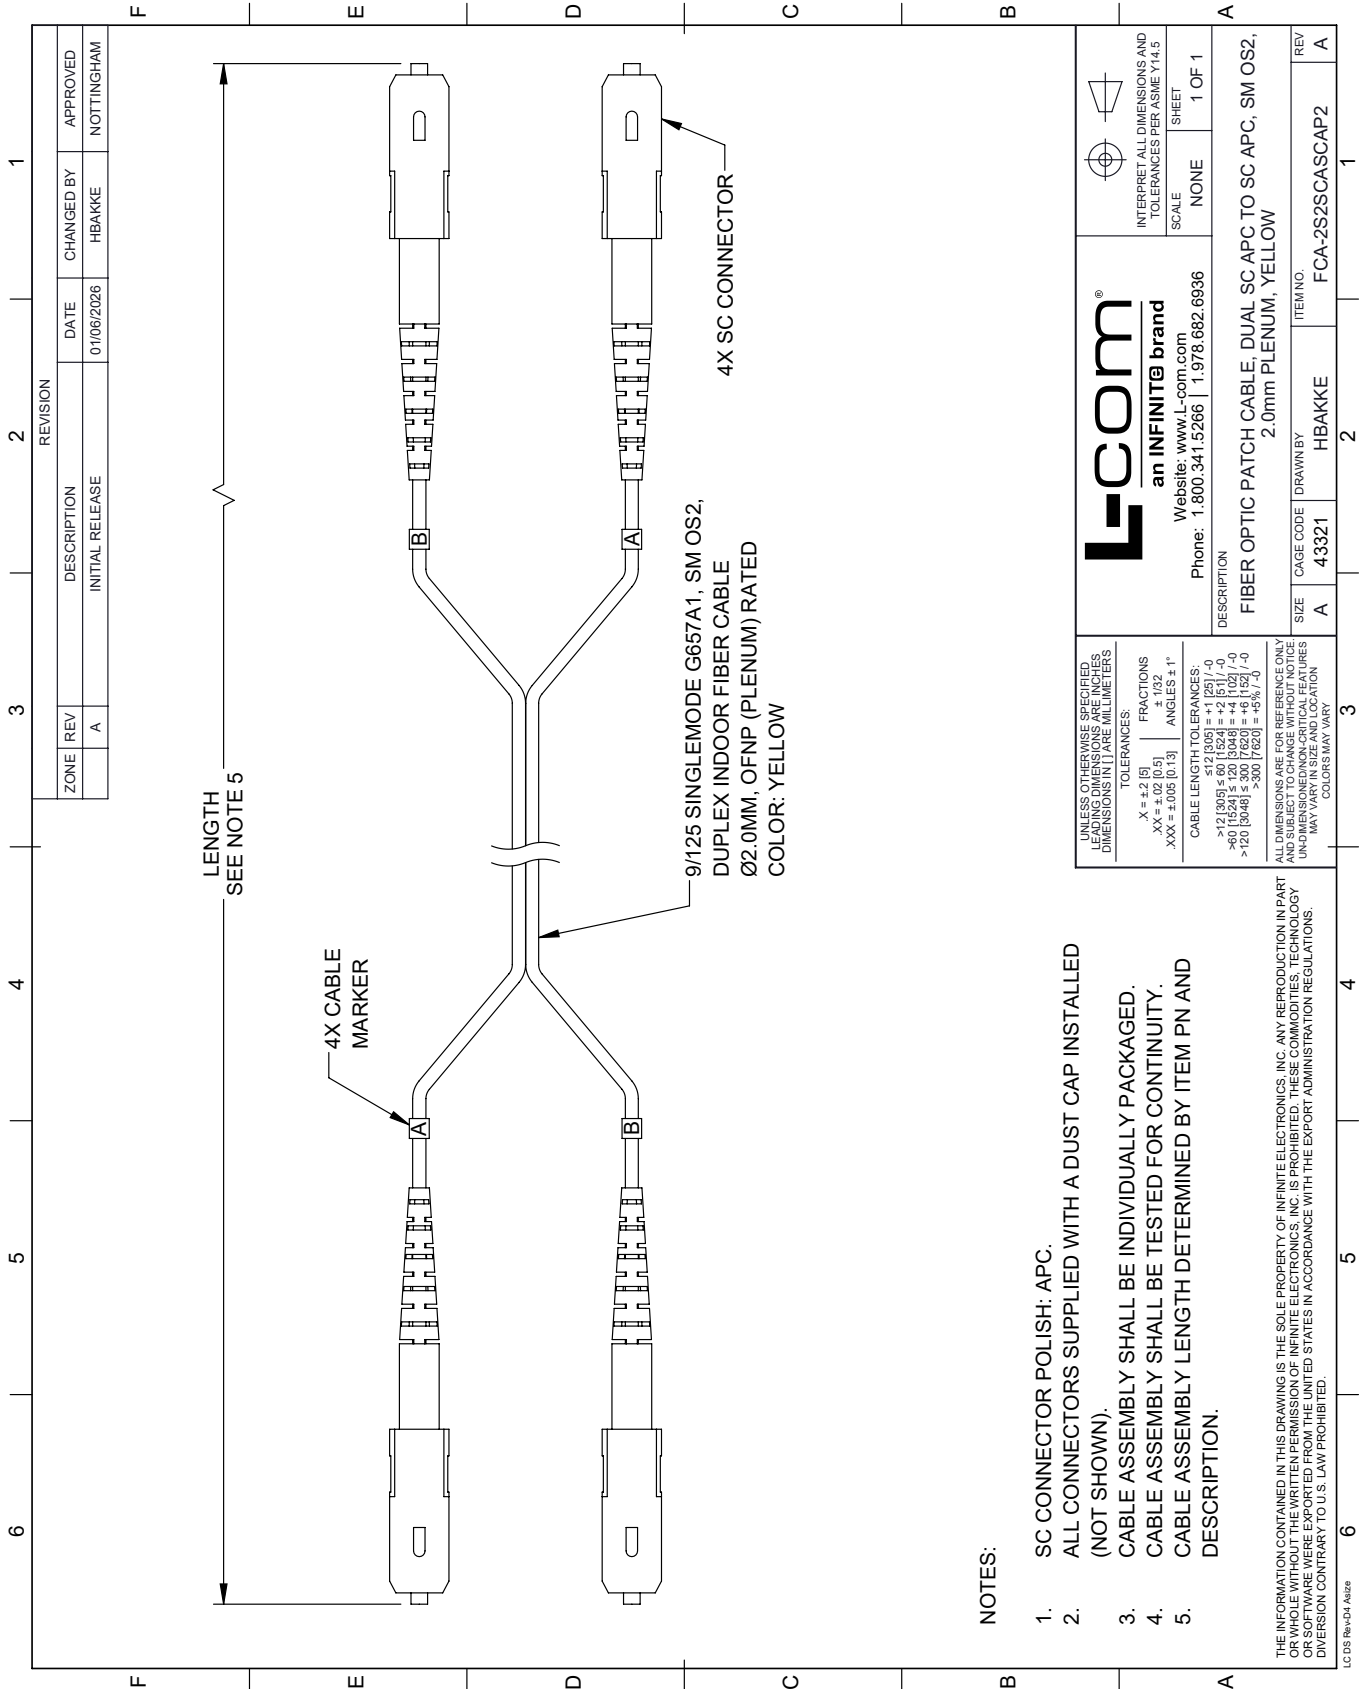 REVISION
ZONE REV DESCRIPTION DATE CHANGED BY APPROVED
A INITIAL RELEASE 01/06/2026 HBAKKE NOTTINGHAM
6 5 4 3 2 1
F
E
D
C
B
A
LENGTH
SEE NOTE 5
4X CABLE
MARKER
A
B
B
A
4X SC CONNECTOR
9/125 SINGLEMODE G657A1, SM OS2,
DUPLEX INDOOR FIBER CABLE
Ø2.0MM, OFNP (PLENUM) RATED
COLOR: YELLOW
NOTES:
1. SC CONNECTOR POLISH: APC.
2. ALL CONNECTORS SUPPLIED WITH A DUST CAP INSTALLED
(NOT SHOWN).
3. CABLE ASSEMBLY SHALL BE INDIVIDUALLY PACKAGED.
4. CABLE ASSEMBLY SHALL BE TESTED FOR CONTINUITY.
5. CABLE ASSEMBLY LENGTH DETERMINED BY ITEM PN AND
DESCRIPTION.
THE INFORMATION CONTAINED IN THIS DRAWING IS THE SOLE PROPERTY OF INFINITE ELECTRONICS, INC. ANY REPRODUCTION IN PART
OR WHOLE WITHOUT THE WRITTEN PERMISSION OF INFINITE ELECTRONICS, INC. IS PROHIBITED. THESE COMMODITIES, TECHNOLOGY
OR SOFTWARE WERE EXPORTED FROM THE UNITED STATES IN ACCORDANCE WITH THE EXPORT ADMINISTRATION REGULATIONS.
DIVERSION CONTRARY TO U.S. LAW PROHIBITED.
UNLESS OTHERWISE SPECIFIED
LEADING DIMENSIONS ARE INCHES
DIMENSIONS IN [ ] ARE MILLIMETERS
TOLERANCES:
.X = ±.2 [5] FRACTIONS
.XX = ±.02 [0.5] ± 1/32
.XXX = ±.005 [0.13] ANGLES ± 1°
CABLE LENGTH TOLERANCES:
≤12 [305] = +1 [25] / -0
>12 [305] ≤ 60 [1524] = +2 [51] / -0
>60 [1524] ≤ 120 [3048] = +4 [102] / -0
>120 [3048] ≤ 300 [7620] = +6 [152] / -0
>300 [7620] = +5% / -0
ALL DIMENSIONS ARE FOR REFERENCE ONLY
AND SUBJECT TO CHANGE WITHOUT NOTICE.
UN-DIMENSIONED/NON-CRITICAL FEATURES
MAY VARY IN SIZE AND LOCATION
COLORS MAY VARY
L-com®
an INFINITE brand
Website: www.L-com.com
Phone: 1.800.341.5266 | 1.978.682.6936
INTERPRET ALL DIMENSIONS AND
TOLERANCES PER ASME Y14.5
SCALE NONE
SHEET 1 OF 1
DESCRIPTION
FIBER OPTIC PATCH CABLE, DUAL SC APC TO SC APC, SM OS2,
2.0mm PLENUM, YELLOW
SIZE A
CAGE CODE 43321
DRAWN BY HBAKKE
ITEM NO. FCA-2S2SCASCAP2
REV A
6 5 4 3 2 1
F
E
D
C
B
A
LC DS Rev-D4 Asize